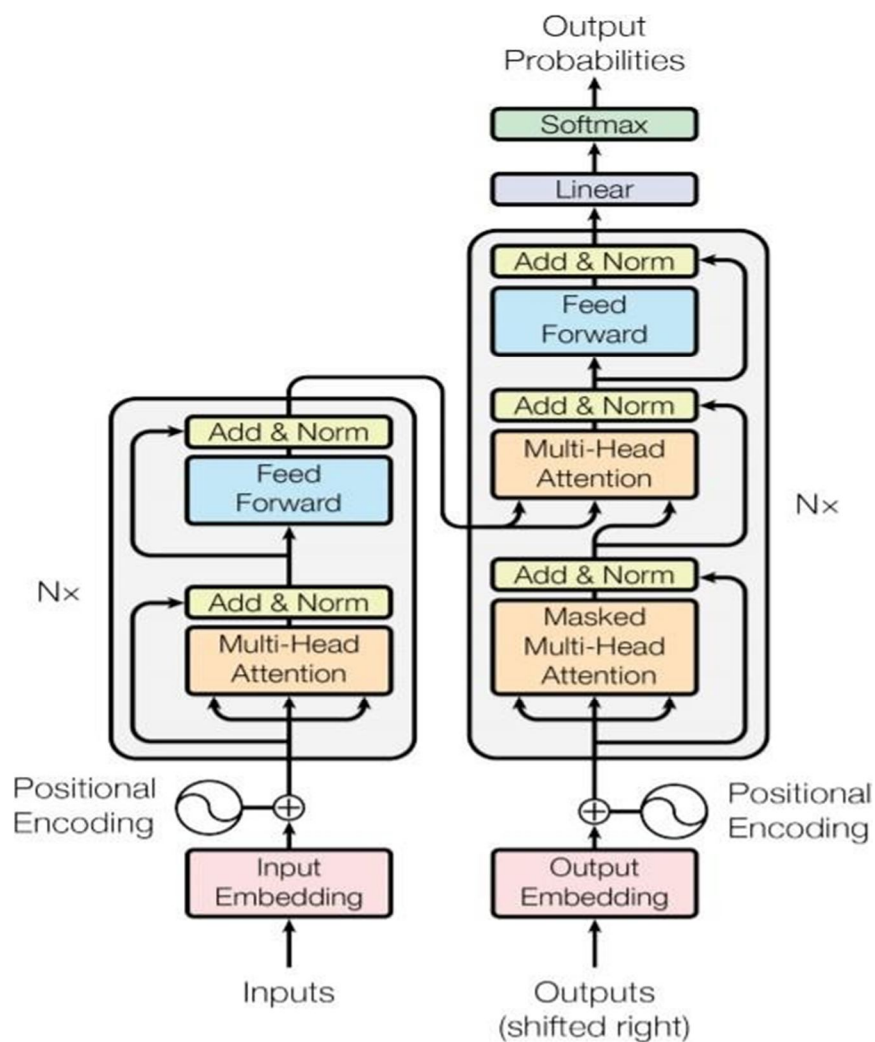 Output
Probabilities
Softmax
Linear
Add & Norm
Feed
Forward
Add & Norm
Multi-Head
Attention
Add & Norm
Masked
Multi-Head
Attention
Nx
Add & Norm
Feed
Forward
Add & Norm
Multi-Head
Attention
Nx
Positional
Encoding
Input
Embedding
Inputs
Positional
Encoding
Output
Embedding
Outputs
(shifted right)